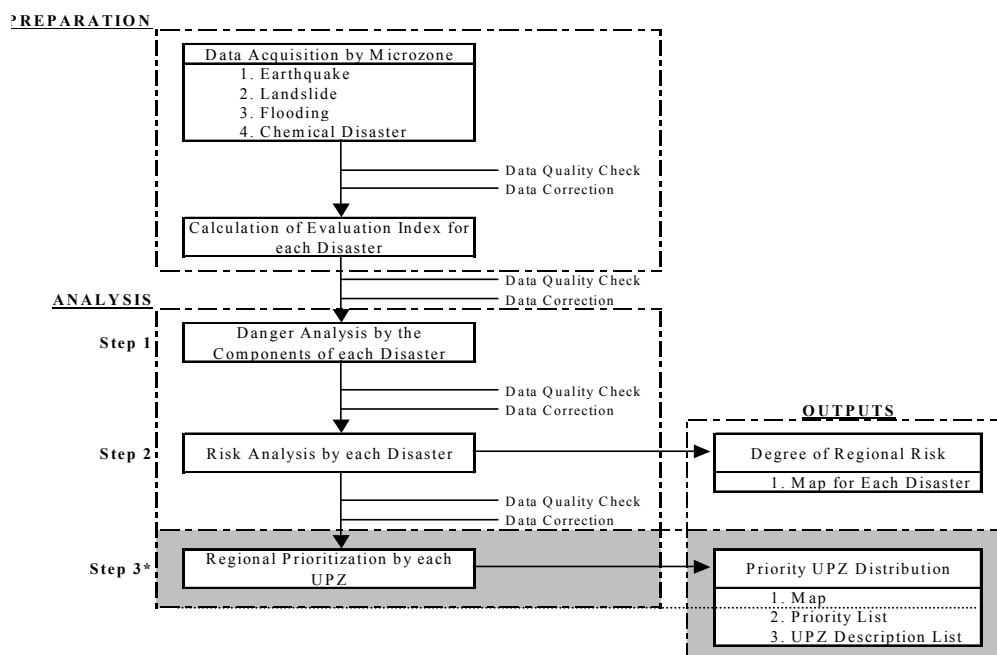 PREPARATION
Data Acquisition by Microzone
1. Earthquake
2. Landslide
3. Flooding
4. Chemical Disaster
Data Quality Check
Data Correction
Calculation of Evaluation Index for
each Disaster
Data Quality Check
Data Correction
ANALYSIS
Step 1
Danger Analysis by the
Components of each Disaster
Data Quality Check
Data Correction
OUTPUTS
Step 2
Risk Analysis by each Disaster
Degree of Regional Risk
1. Map for Each Disaster
Data Quality Check
Data Correction
Step 3*
Regional Prioritization by each
UPZ
Priority UPZ Distribution
1. Map
2. Priority List
3. UPZ Description List